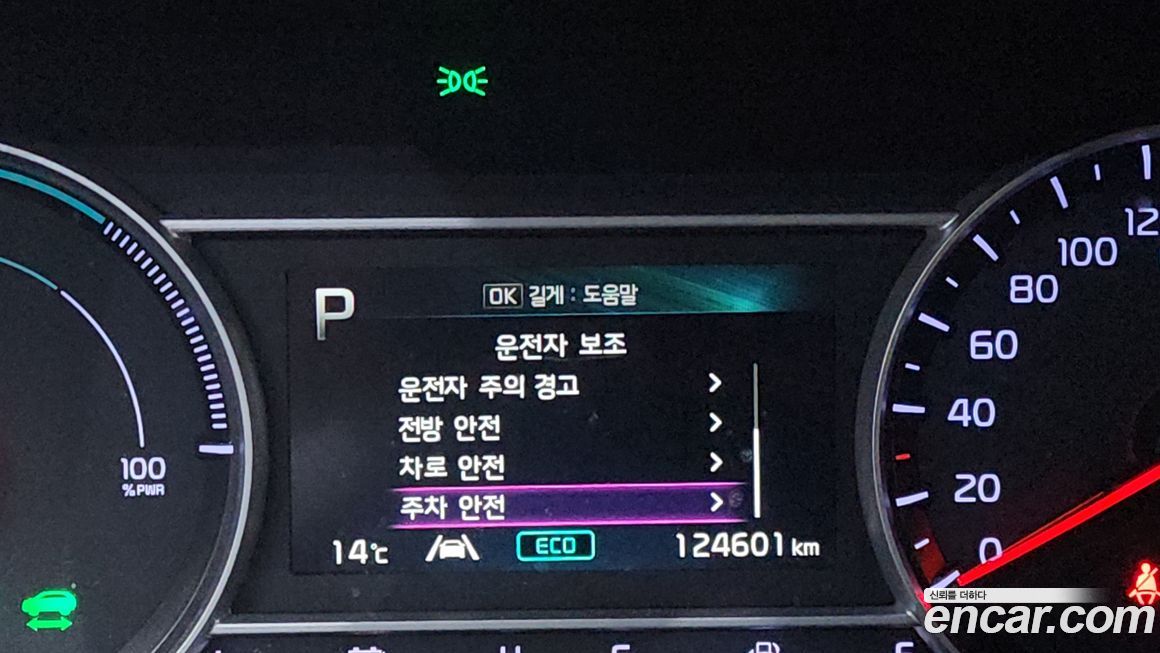 P
OK 길게 : 도움말
운전자 보조
운전자 주의 경고
전방 안전
차로 안전
주차 안전
14℃
ECO
124601 km
100
%PWR
12
100
80
60
40
20
0
신뢰를 더하다
encar.com